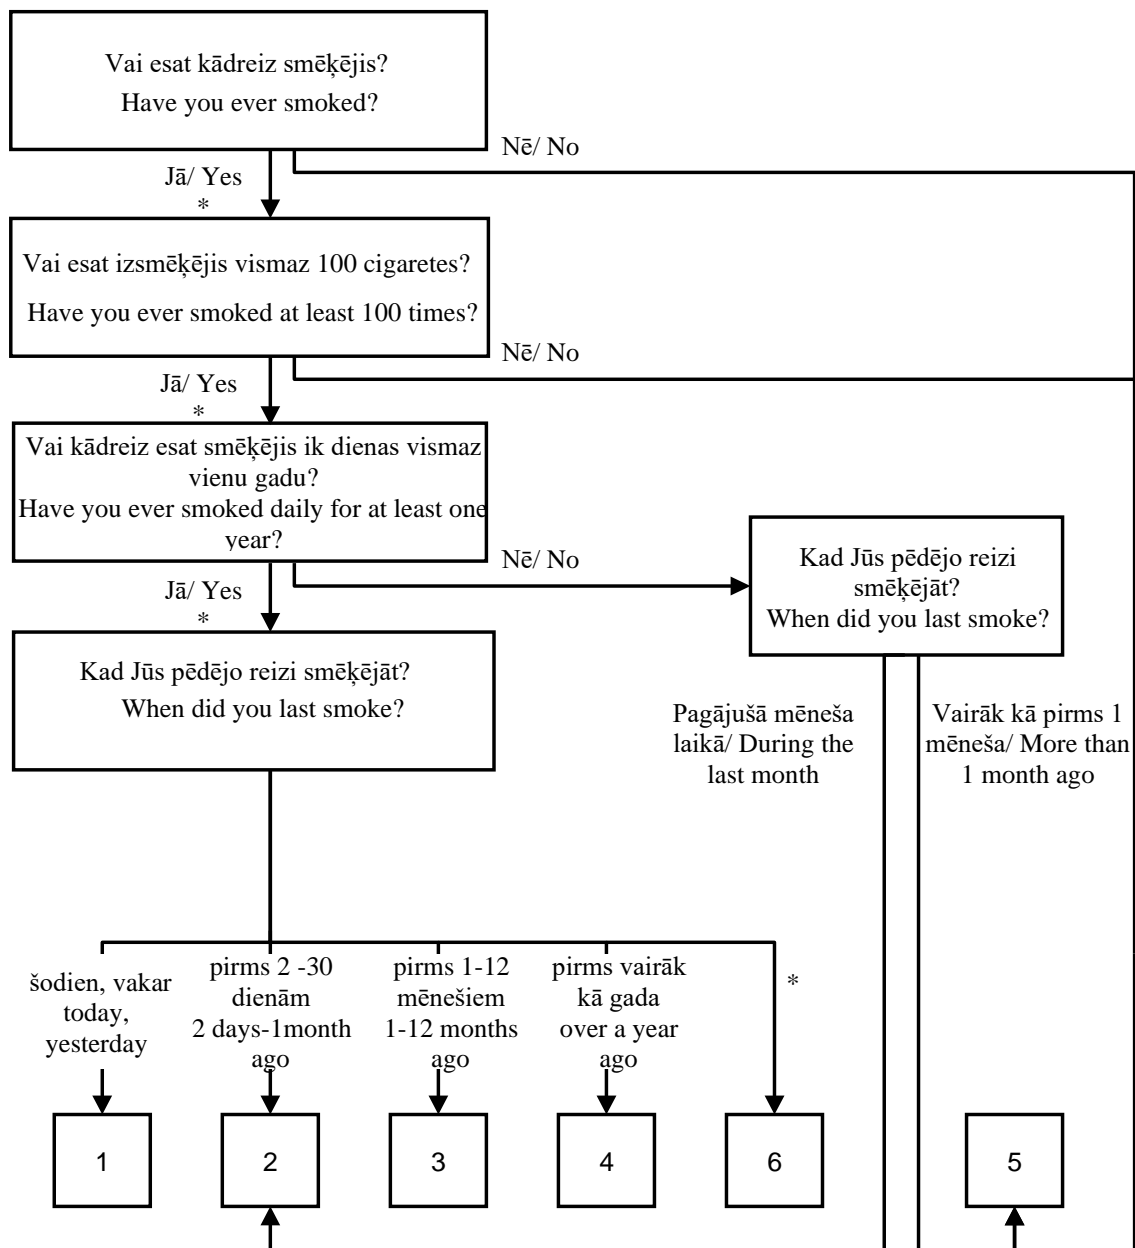 Vai esat kādreiz smēķējis?
Have you ever smoked?
Nē/ No
Jā/ Yes
*
Vai esat izsmēķējis vismaz 100 cigaretes?
Have you ever smoked at least 100 times?
Nē/ No
Jā/ Yes
*
Vai kādreiz esat smēķējis ik dienas vismaz
vienu gadu?
Have you ever smoked daily for at least one
year?
Nē/ No
Jā/ Yes
*
Kad Jūs pēdējo reizi
smēķējāt?
When did you last smoke?
Kad Jūs pēdējo reizi smēķējāt?
When did you last smoke?
Pagājušā mēneša
laikā/ During the
last month
Vairāk kā pirms 1
mēneša/ More than
1 month ago
šodien, vakar
today,
yesterday
pirms 2 -30
dienām
2 days-1month
ago
pirms 1-12
mēnešiem
1-12 months
ago
pirms vairāk
kā gada
over a year
ago
*
1
2
3
4
6
5